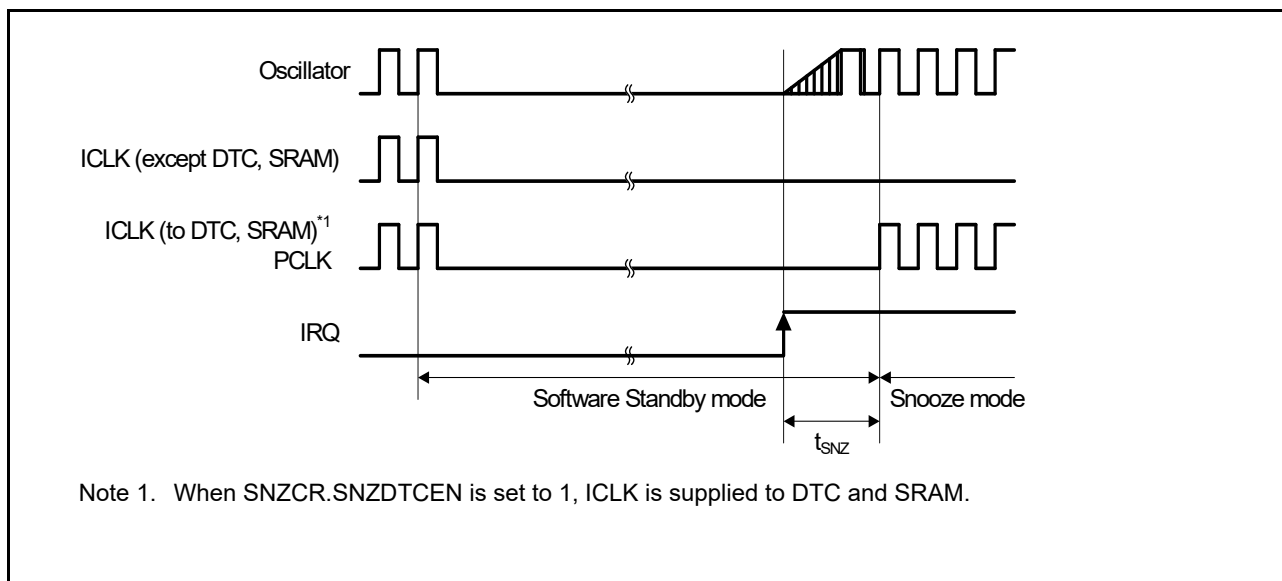 Oscillator
ICLK (except DTC, SRAM)
ICLK (to DTC, SRAM)*1
PCLK
IRQ
Software Standby mode
Snooze mode
tSNZ
Note 1. When SNZCR.SNZDTCEN is set to 1, ICLK is supplied to DTC and SRAM.